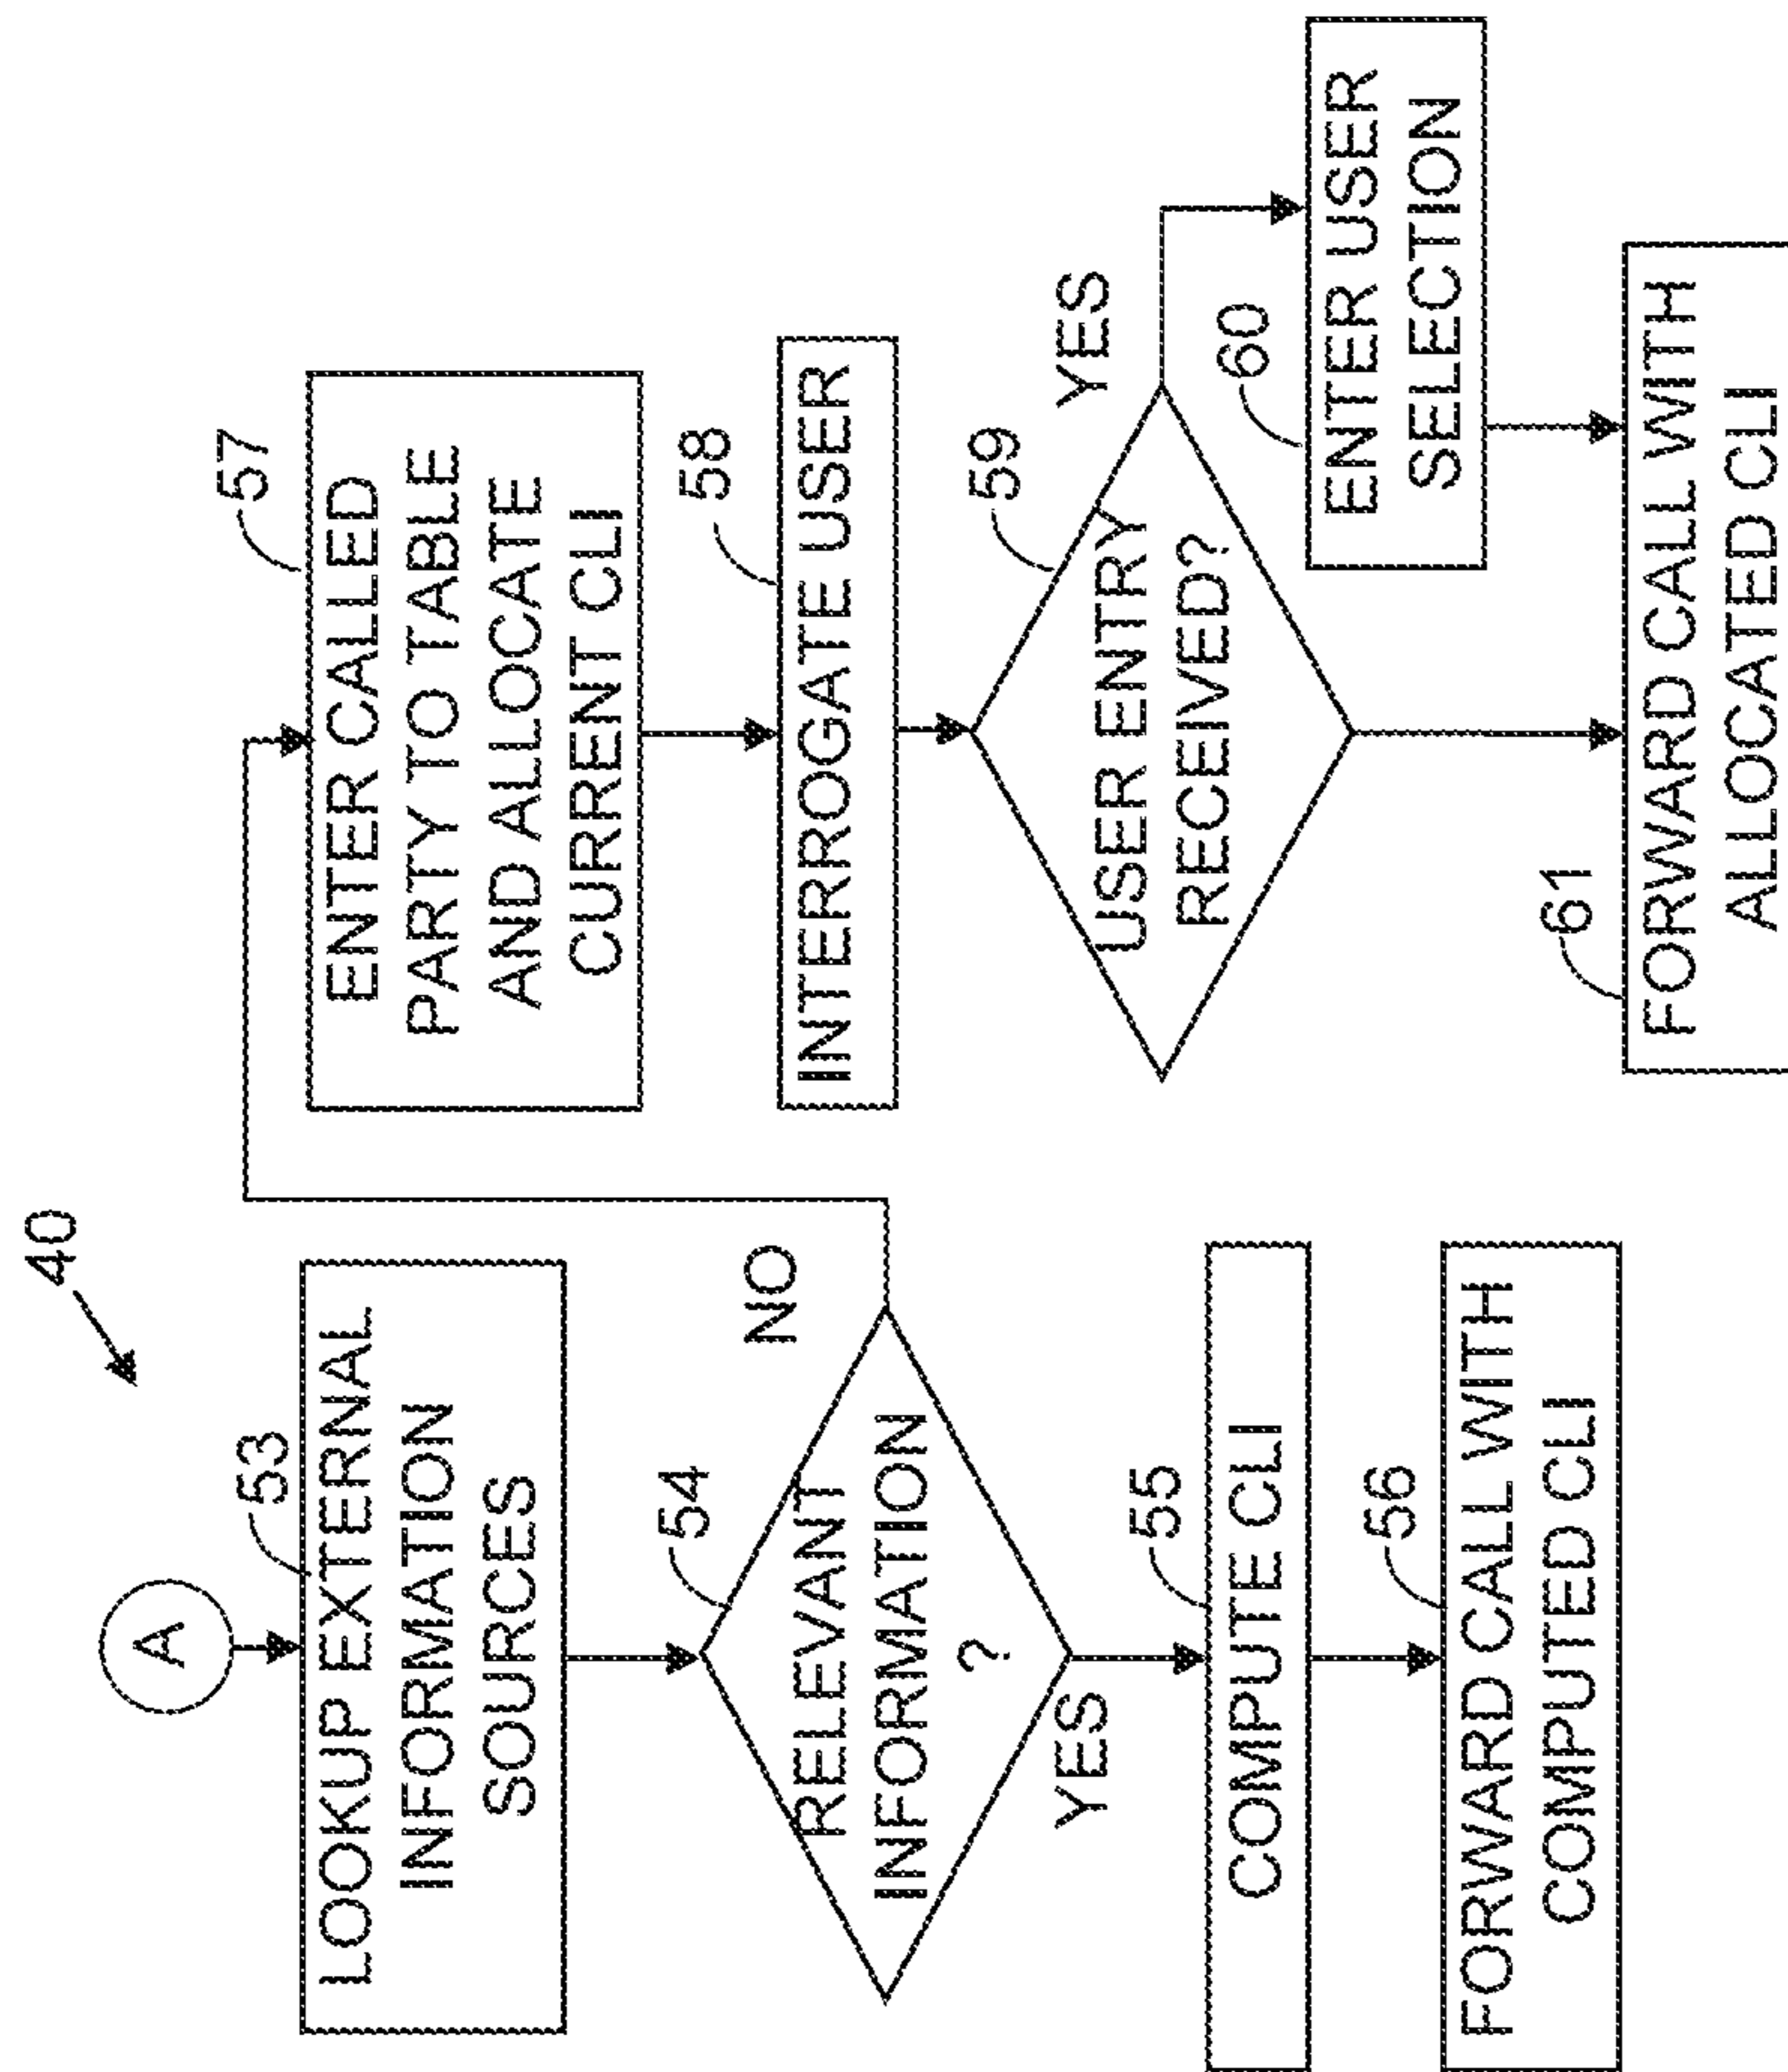 40
A
53
LOOKUP EXTERNAL
INFORMATION
SOURCES
54
RELEVANT
INFORMATION
?
NO
YES
55
COMPUTE CLI
56
FORWARD CALL WITH
COMPUTED CLI
57
ENTER CALLED
PARTY TO TABLE
AND ALLOCATE
CURRENT CLI
58
INTERROGATE USER
59
USER ENTRY
RECEIVED?
YES
60
ENTER USER
SELECTION
61
FORWARD CALL WITH
ALLOCATED CLI